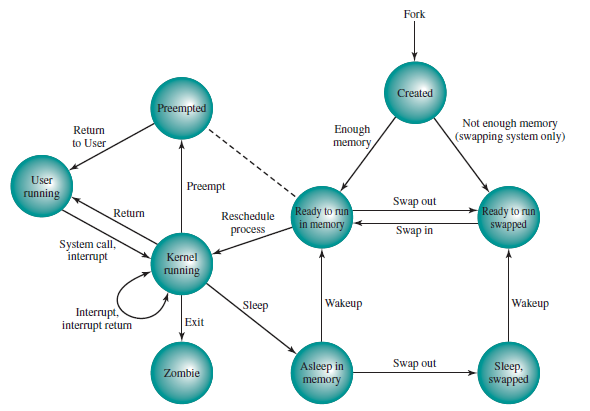 Fork
Created
Preempted
Not enough memory
(swapping system only)
Enough
memory
Return
to User
User
running
Preempt
Return
Reschedule
process
Ready to run
in memory
Swap out
Swap in
Ready to run
swapped
System call,
interrupt
Kernel
running
Interrupt,
interrupt return
Sleep
Wakeup
Wakeup
Exit
Zombie
Asleep in
memory
Swap out
Sleep,
swapped